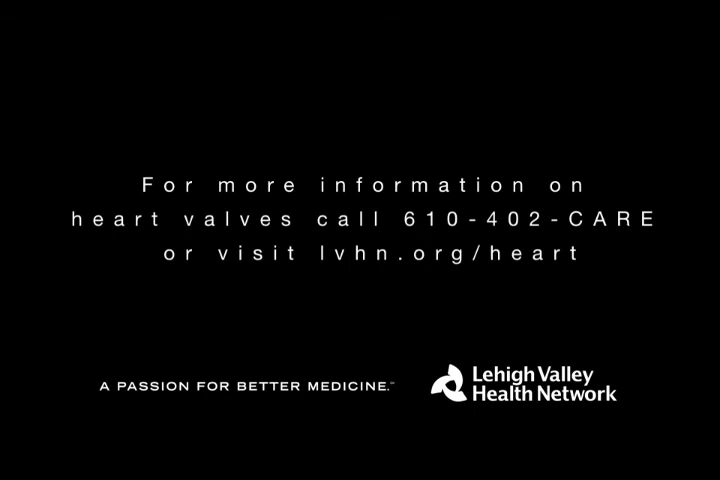 For more information on
heart valves call 610-402-CARE
or visit lvhn.org/heart
A PASSION FOR BETTER MEDICINE.™
Lehigh Valley
Health Network